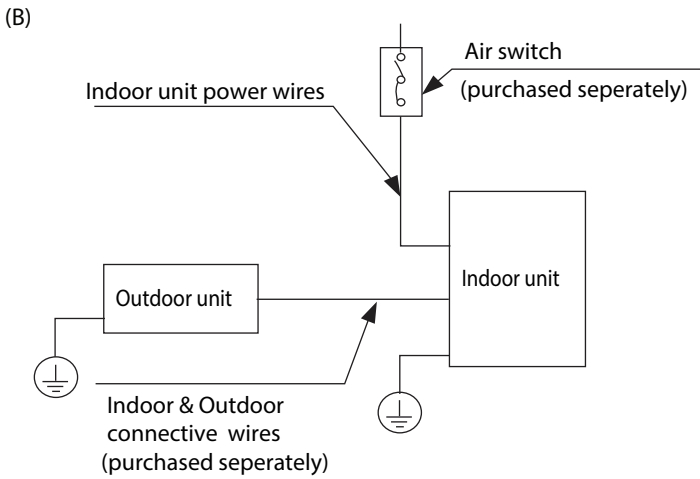 (B)
Air switch
(purchased seperately)
Indoor unit power wires
Indoor unit
Outdoor unit
Indoor & Outdoor
connective wires
(purchased seperately)